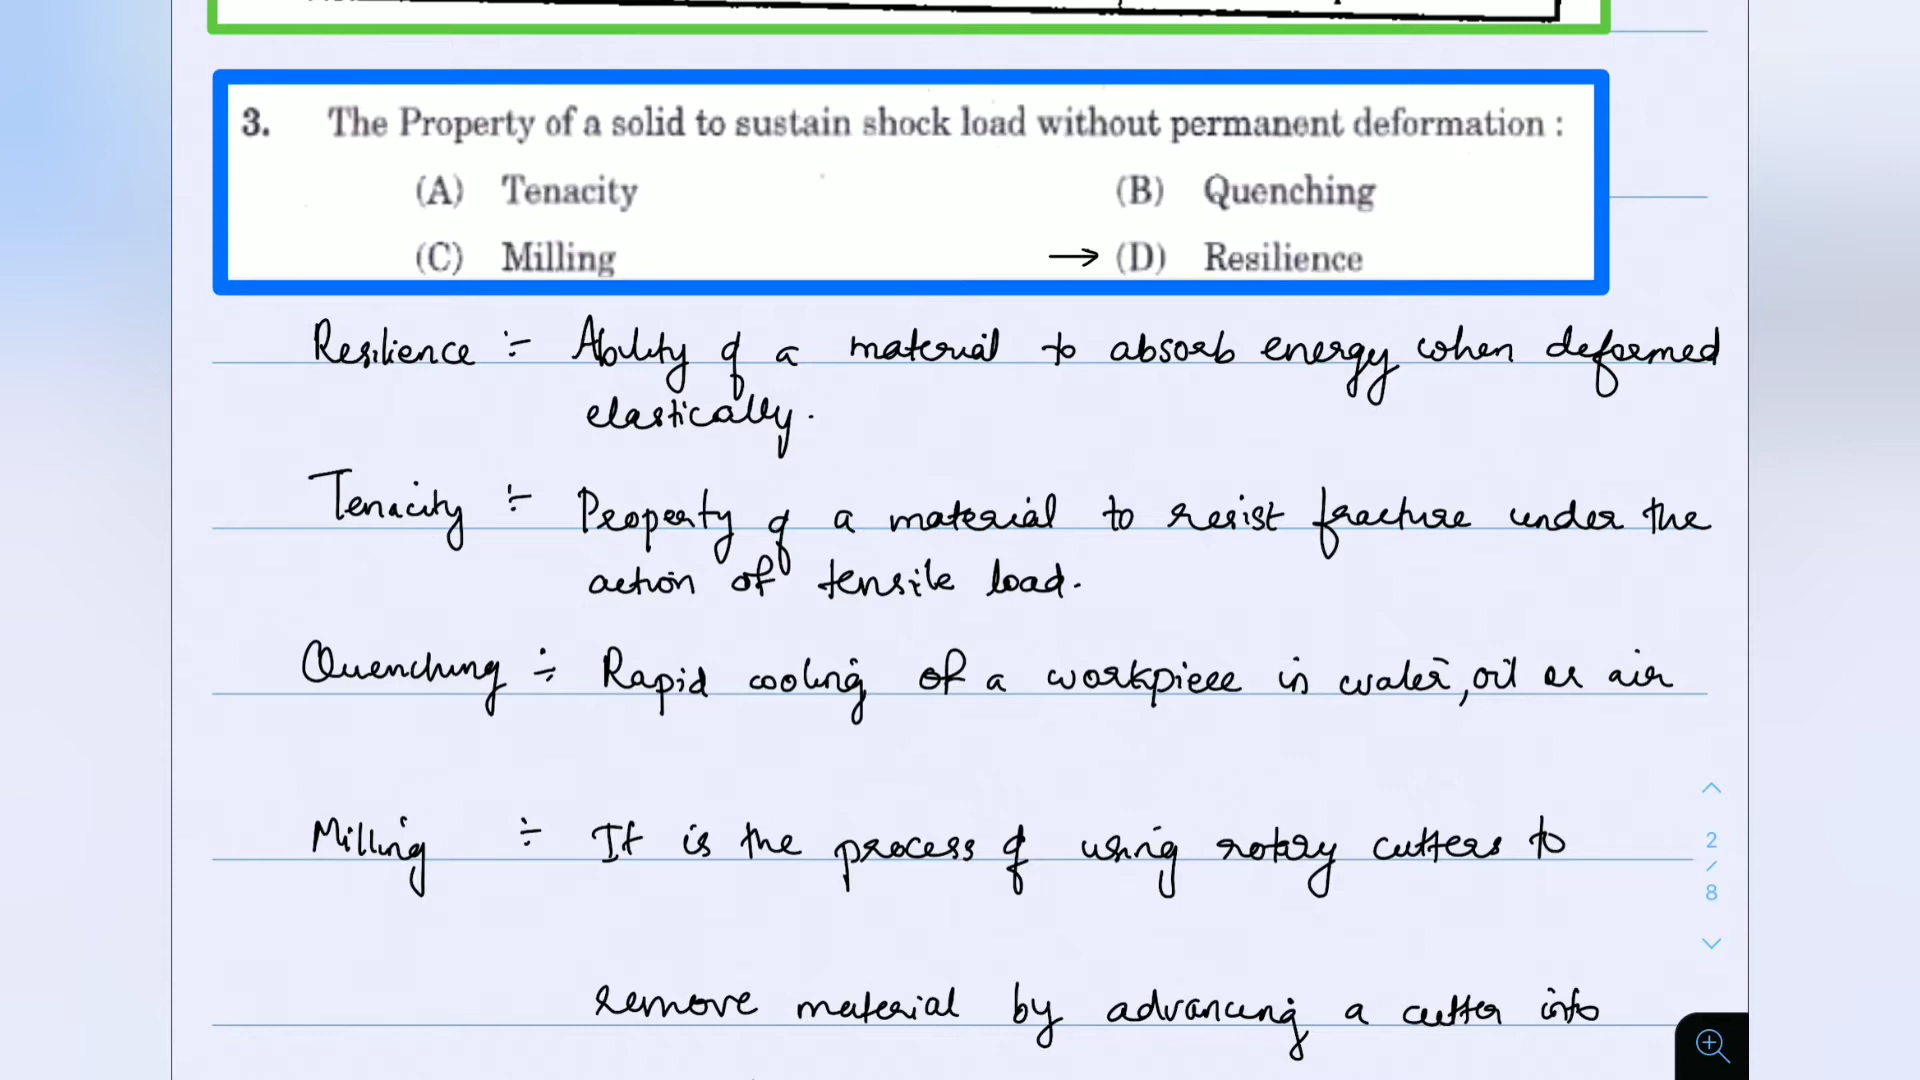 3. The Property of a solid to sustain shock load without permanent deformation :
(A) Tenacity (B) Quenching
(C) Milling → (D) Resilience
Resilience ÷ Ability of a material to absorb energy when deformed
elastically.
Tenacity ÷ Property of a material to resist fracture under the
action of tensile load.
Quenching ÷ Rapid cooling of a workpiece in water, oil or air
Milling ÷ It is the process of using rotary cutters to
remove material by advancing a cutter into
2
/
8